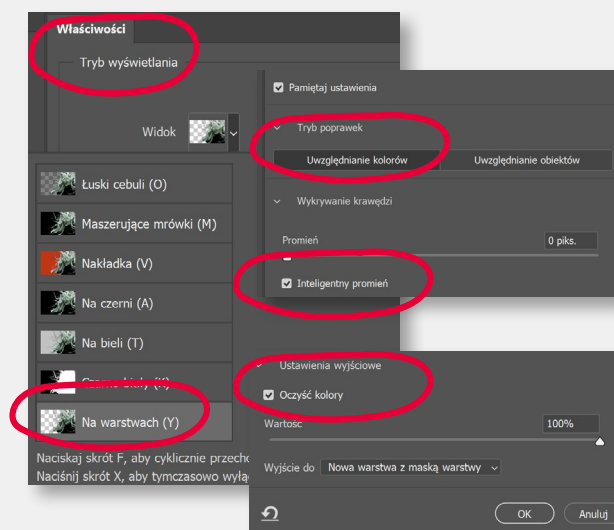 Właściwości
Tryb wyświetlania
Widok
Łuski cebuli (O)
Maszerujące mrówki (M)
Nakładka (V)
Na czerni (A)
Na bieli (T)
Czarno-biały (K)
Na warstwach (Y)
Naciskaj skrót F, aby cyklicznie
Naciśnij skrót X, aby tymczasowo
Pamiętaj ustawienia
Tryb poprawek
Uwzględnianie kolorów Uwzględnianie obiektów
Wykrywanie krawędzi
Promień 0 piks.
Inteligentny promień
Ustawienia wyjściowe
Oczyść kolory
Wartość 100%
Wyjście do Nowa warstwa z maską warstwy
OK Anuluj